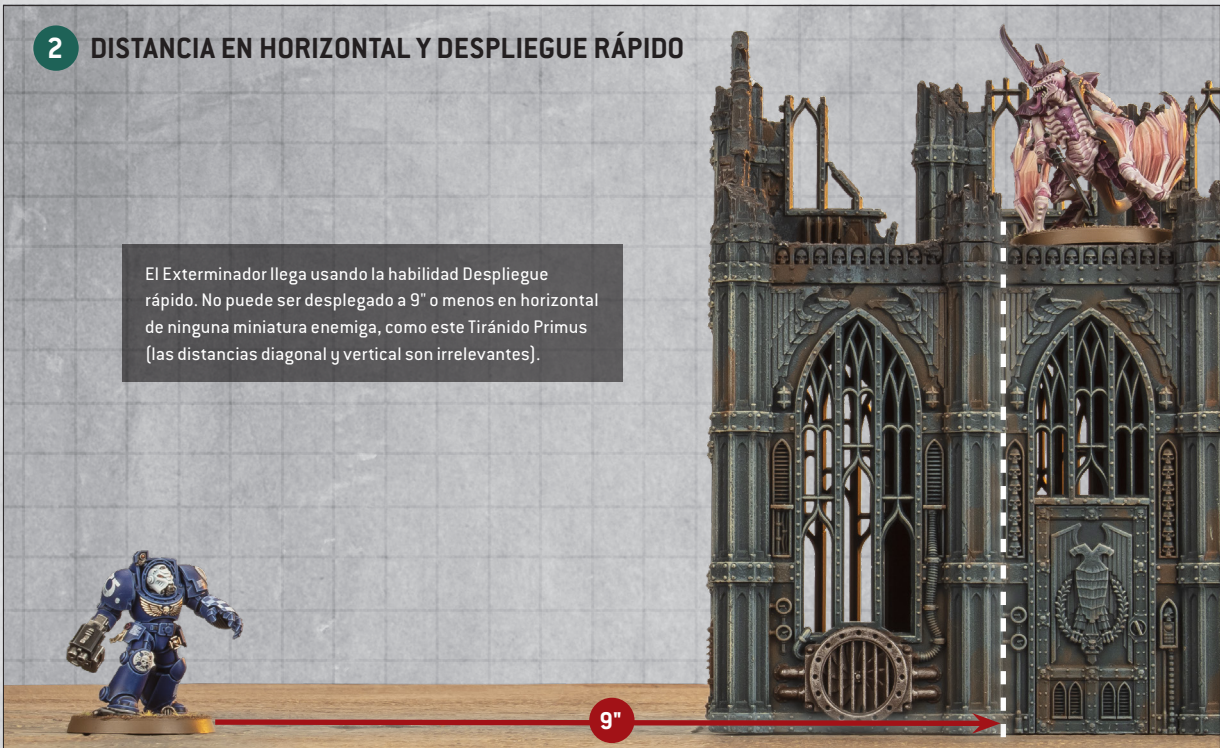 2 DISTANCIA EN HORIZONTAL Y DESPLIEGUE RÁPIDO
El Exterminador llega usando la habilidad Despliegue
rápido. No puede ser desplegado a 9" o menos en horizontal
de ninguna miniatura enemiga, como este Tiránido Primus
(las distancias diagonal y vertical son irrelevantes).
9"